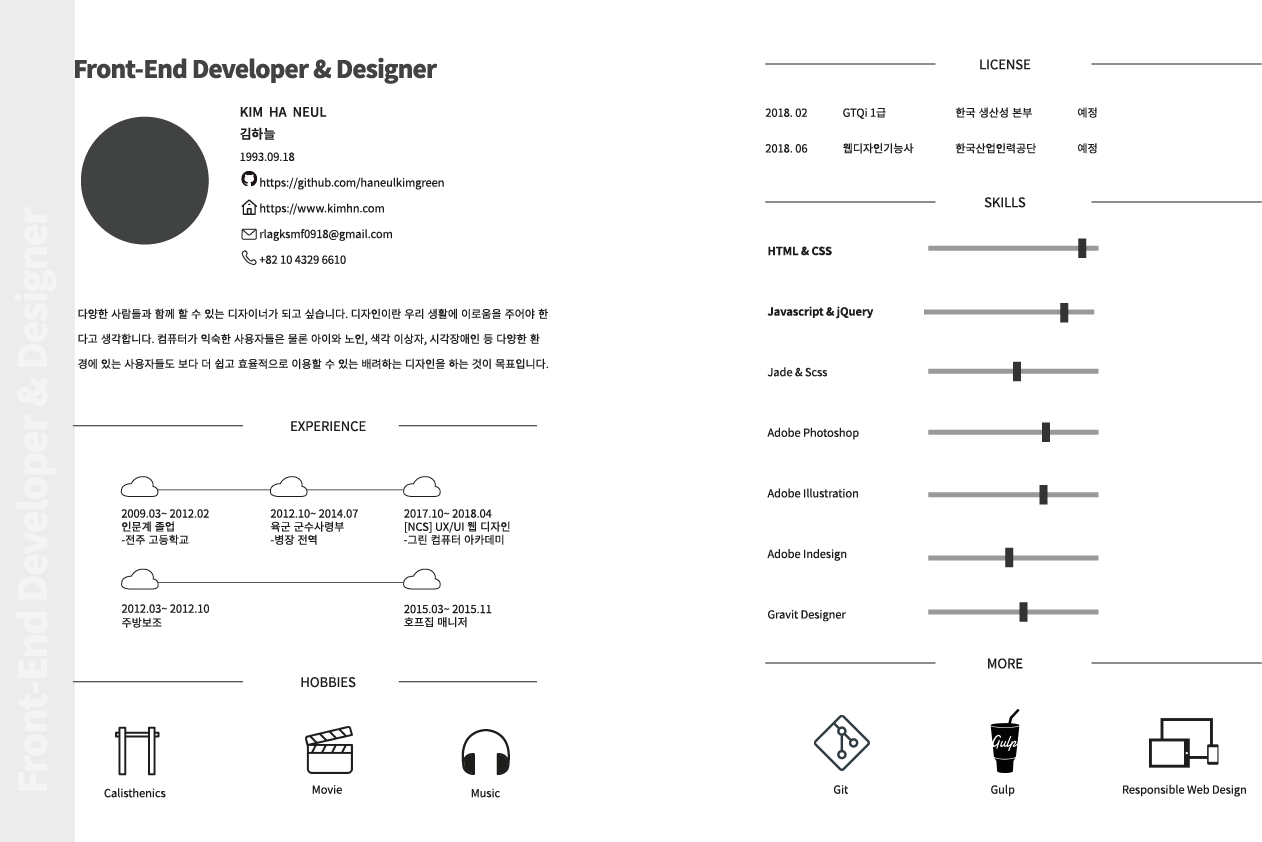 Front-End Developer & Designer
Front-End Developer & Designer
KIM HA NEUL
김하늘
1993.09.18
https://github.com/haneulkimgreen
https://www.kimhn.com
rlagksmf0918@gmail.com
+82 10 4329 6610
다양한 사람들과 함께 할 수 있는 디자이너가 되고 싶습니다. 디자인이란 우리 생활에 이로움을 주어야 한
다고 생각합니다. 컴퓨터가 익숙한 사용자들은 물론 아이와 노인, 색각 이상자, 시각장애인 등 다양한 환
경에 있는 사용자들도 보다 더 쉽고 효율적으로 이용할 수 있는 배려하는 디자인을 하는 것이 목표입니다.
EXPERIENCE
2009.03~ 2012.02
인문계 졸업
-전주 고등학교
2012.10~ 2014.07
육군 군수사령부
-병장 전역
2017.10~ 2018.04
[NCS] UX/UI 웹 디자인
-그린 컴퓨터 아카데미
2012.03~ 2012.10
주방보조
2015.03~ 2015.11
호프집 매니저
HOBBIES
Calisthenics
Movie
Music
LICENSE
2018. 02 GTQi 1급 한국 생산성 본부 예정
2018. 06 웹디자인기능사 한국산업인력공단 예정
SKILLS
HTML & CSS
Javascript & jQuery
Jade & Scss
Adobe Photoshop
Adobe Illustration
Adobe Indesign
Gravit Designer
MORE
Gulp
Git
Gulp
Responsible Web Design